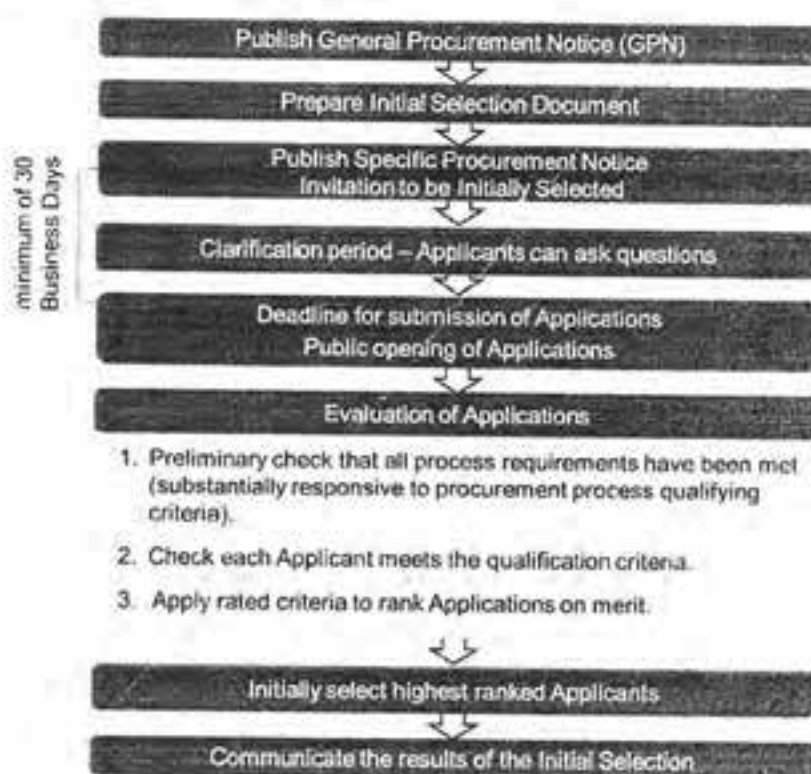 Publish General Procurement Notice (GPN)
Prepare Initial Selection Document
minimum of 30
Business Days
Publish Specific Procurement Notice
Invitation to be Initially Selected
Clarification period – Applicants can ask questions
Deadline for submission of Applications
Public opening of Applications
Evaluation of Applications
1. Preliminary check that all process requirements have been met
(substantially responsive to procurement process qualifying
criteria).
2. Check each Applicant meets the qualification criteria.
3. Apply rated criteria to rank Applications on merit.
Initially select highest ranked Applicants
Communicate the results of the Initial Selection